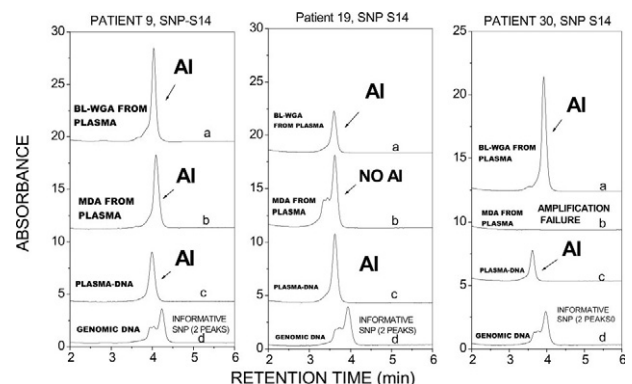 PATIENT 9, SNP-S14
Patient 19, SNP S14
PATIENT 30, SNP S14
ABSORBANCE
30
25
20
15
10
5
0
AI
BL-WGA FROM
PLASMA
a
AI
MDA FROM
PLASMA
b
AI
PLASMA-DNA
c
INFORMATIVE
SNP (2 PEAKS)
GENOMIC DNA
d
2 4 6
30
25
20
15
10
5
0
AI
BL-WGA
FROM PLASMA
a
NO AI
MDA FROM
PLASMA
b
AI
PLASMA-DNA
c
INFORMATIVE
SNP (2 PEAKS)
GENOMIC DNA
d
2 3 4 5 6
25
20
15
10
5
0
AI
BL-WGA FROM
PLASMA
a
MDA FROM
PLASMA
AMPLIFICATION
FAILURE
b
AI
PLASMA-DNA
c
INFORMATIVE
SNP (2 PEAKS0
GENOMIC DNA
d
2 3 4 5 6
RETENTION TIME (min)